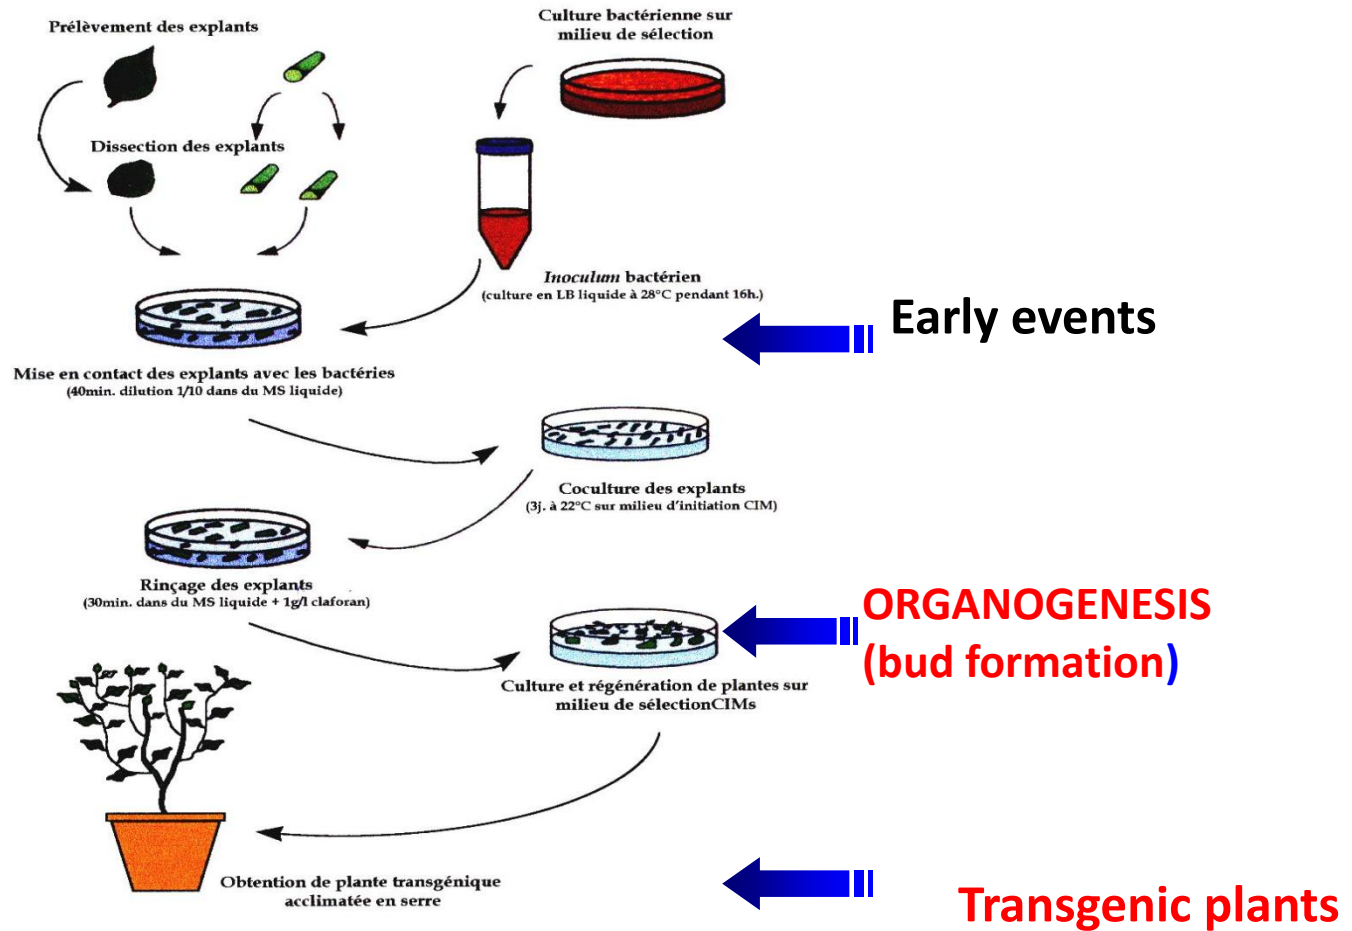 Prélèvement des explants
Culture bactérienne sur
milieu de sélection
Dissection des explants
Inoculum bactérien
(culture en LB liquide à 28°C pendant 16h.)
Early events
Mise en contact des explants avec les bactéries
(40min. dilution 1/10 dans du MS liquide)
Coculture des explants
(3j. à 22°C sur milieu d'initiation CIM)
Rinçage des explants
(30min. dans du MS liquide + 1g/l claforan)
ORGANOGENESIS
(bud formation)
Culture et régénération de plantes sur
milieu de sélectionCIMs
Obtention de plante transgénique
acclimatée en serre
Transgenic plants